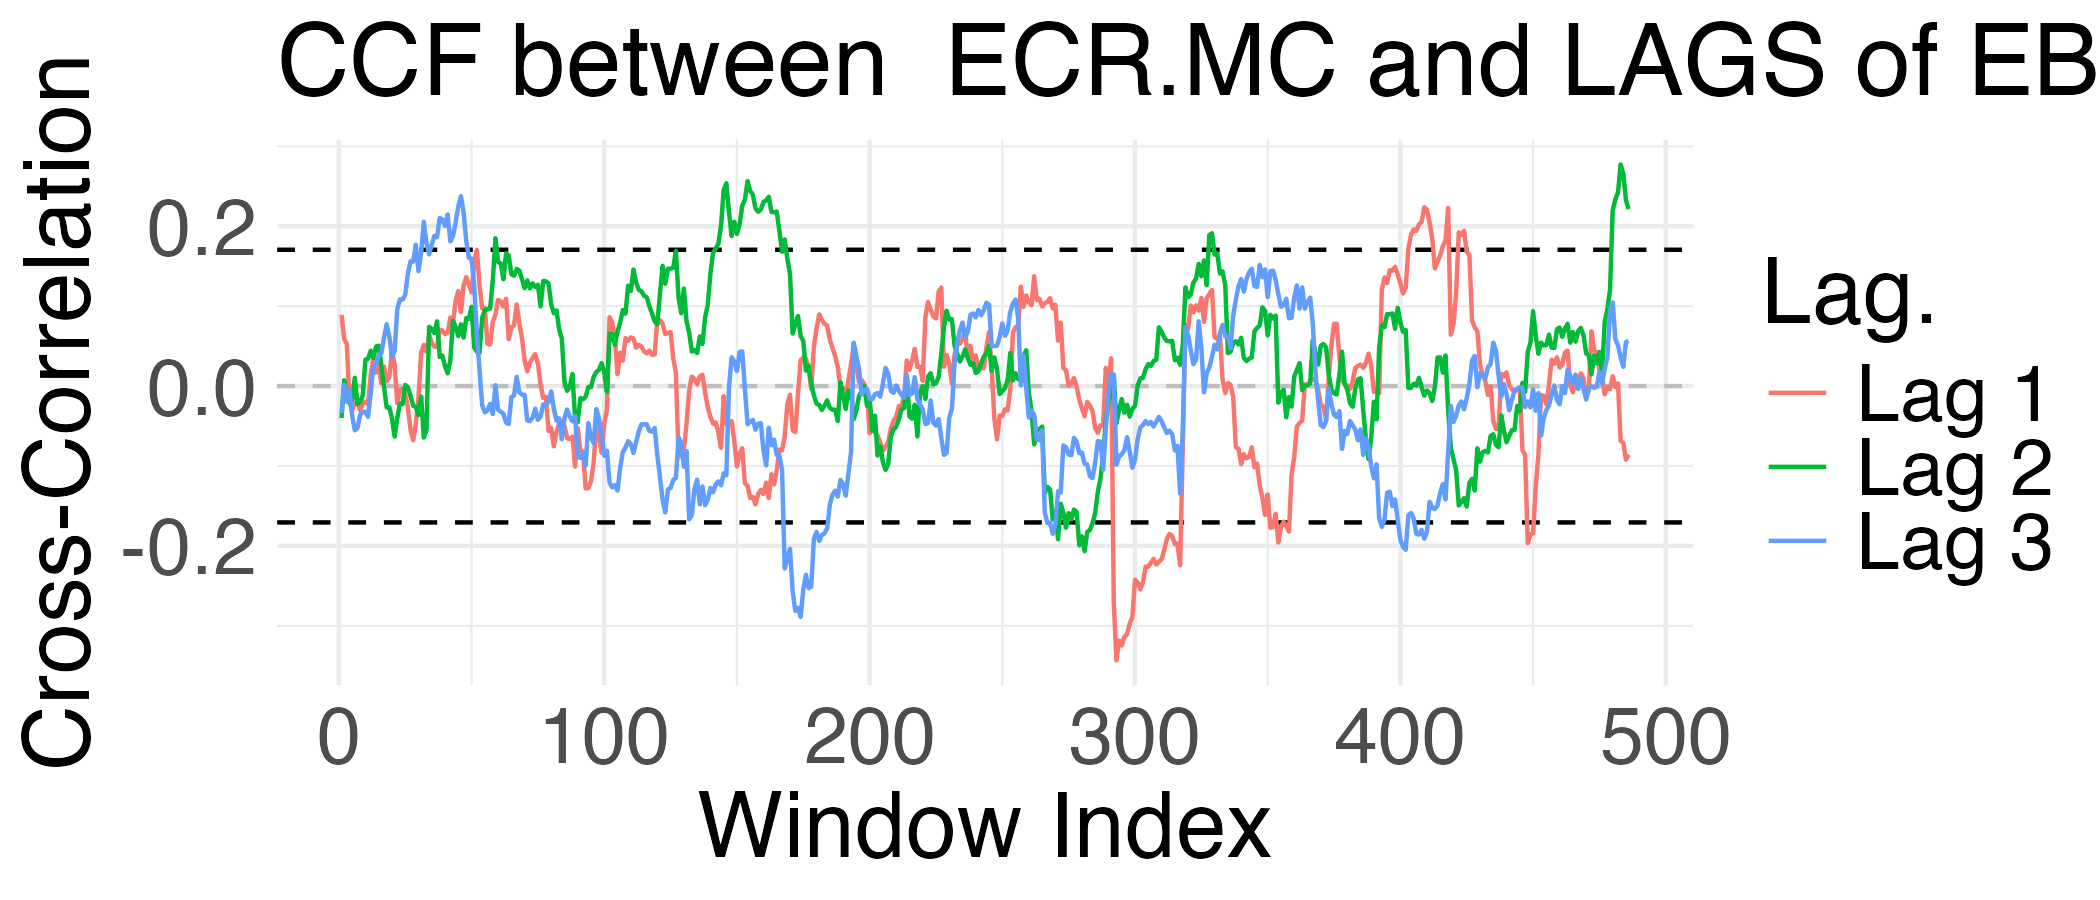 CCF between  ECR.MC and LAGS of EB
Cross-Correlation
0.2
0.0
-0.2
0
100
200
300
400
500
Window Index
Lag.
Lag 1
Lag 2
Lag 3